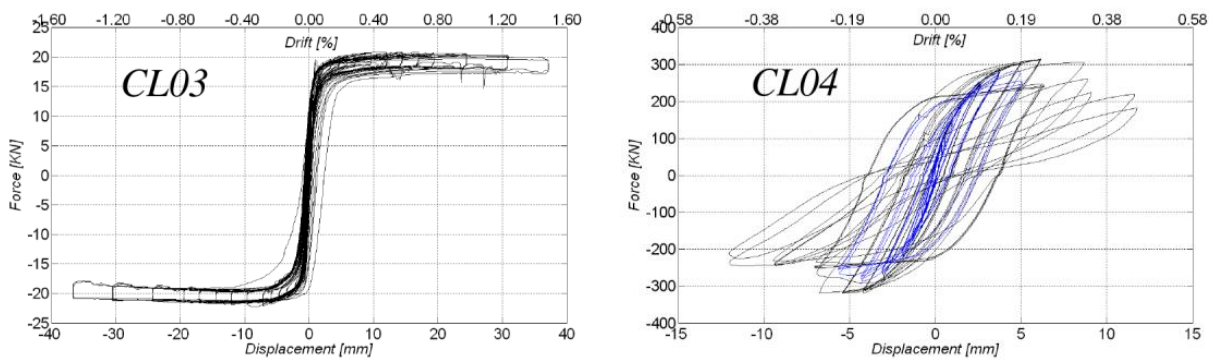 -1.60 -1.20 -0.80 -0.40 0.00 0.40 0.80 1.20 1.60
Drift [%]
25
20
15
10
5
0
-5
-10
-15
-20
-25
Force [KN]
CL03
-40 -30 -20 -10 0 10 20 30 40
Displacement [mm]
-0.58 -0.38 -0.19 0.00 0.19 0.38 0.58
Drift [%]
400
300
200
100
0
-100
-200
-300
-400
Force [KN]
CL04
-15 -10 -5 0 5 10 15
Displacement [mm]